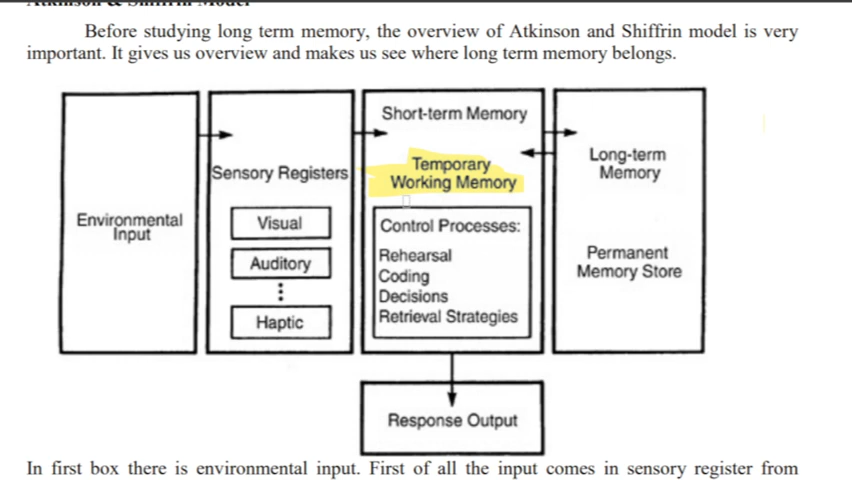 Before studying long term memory, the overview of Atkinson and Shiffrin model is very
important. It gives us overview and makes us see where long term memory belongs.
Environmental
Input
Sensory Registers
Visual
Auditory
Haptic
Short-term Memory
Temporary
Working Memory
Control Processes:
Rehearsal
Coding
Decisions
Retrieval Strategies
Long-term
Memory
Permanent
Memory Store
Response Output
In first box there is environmental input. First of all the input comes in sensory register from